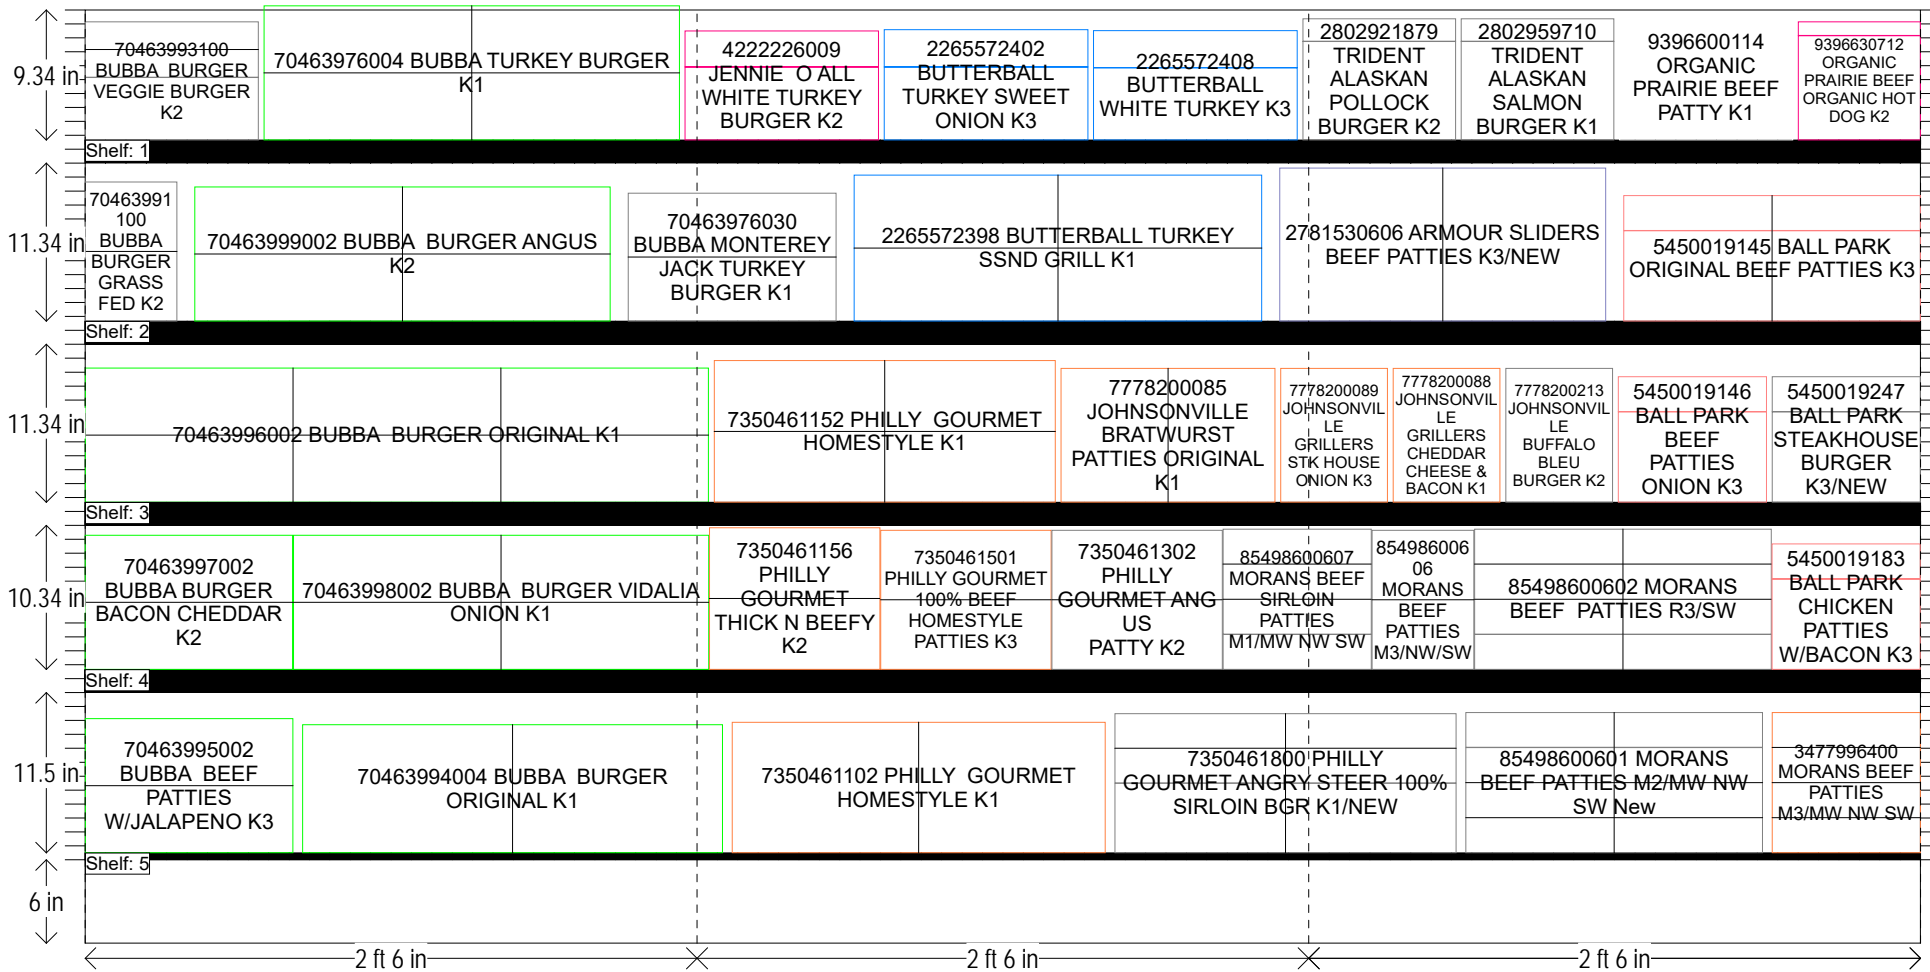 9.34 in
70463993100
BUBBA  BURGER
VEGGIE BURGER
K2
70463976004 BUBBA TURKEY BURGER
K1
4222226009
JENNIE  O ALL
WHITE TURKEY
BURGER K2
2265572402
BUTTERBALL
TURKEY SWEET
ONION K3
2265572408
BUTTERBALL
WHITE TURKEY K3
2802921879
TRIDENT
ALASKAN
POLLOCK
BURGER K2
2802959710
TRIDENT
ALASKAN
SALMON
BURGER K1
9396600114
ORGANIC
PRAIRIE BEEF
PATTY K1
9396630712
ORGANIC
PRAIRIE BEEF
ORGANIC HOT
DOG K2
Shelf: 1
11.34 in
70463991
100
BUBBA
BURGER
GRASS
FED K2
70463999002 BUBBA  BURGER ANGUS
K2
70463976030
BUBBA MONTEREY
JACK TURKEY
BURGER K1
2265572398 BUTTERBALL TURKEY
SSND GRILL K1
2781530606 ARMOUR SLIDERS
BEEF PATTIES K3/NEW
5450019145 BALL PARK
ORIGINAL BEEF PATTIES K3
Shelf: 2
11.34 in
70463996002 BUBBA  BURGER ORIGINAL K1
7350461152 PHILLY  GOURMET
HOMESTYLE K1
7778200085
JOHNSONVILLE
BRATWURST
PATTIES ORIGINAL
K1
7778200089
JOHNSONVIL
LE
GRILLERS
STK HOUSE
ONION K3
7778200088
JOHNSONVIL
LE
GRILLERS
CHEDDAR
CHEESE &
BACON K1
7778200213
JOHNSONVIL
LE
BUFFALO
BLEU
BURGER K2
5450019146
BALL PARK
BEEF
PATTIES
ONION K3
5450019247
BALL PARK
STEAKHOUSE
BURGER
K3/NEW
Shelf: 3
10.34 in
70463997002
BUBBA BURGER
BACON CHEDDAR
K2
70463998002 BUBBA  BURGER VIDALIA
ONION K1
7350461156
PHILLY
GOURMET
THICK N BEEFY
K2
7350461501
PHILLY GOURMET
100% BEEF
HOMESTYLE
PATTIES K3
7350461302
PHILLY
GOURMET ANG
US
PATTY K2
85498600607
MORANS BEEF
SIRLOIN
PATTIES
M1/MW NW SW
854986006
06 MORANS
BEEF
PATTIES
M3/NW/SW
85498600602 MORANS
BEEF  PATTIES R3/SW
5450019183
BALL PARK
CHICKEN
PATTIES
W/BACON K3
Shelf: 4
11.5 in
70463995002
BUBBA  BEEF
PATTIES
W/JALAPENO K3
70463994004 BUBBA  BURGER
ORIGINAL K1
7350461102 PHILLY  GOURMET
HOMESTYLE K1
7350461800 PHILLY
GOURMET ANGRY STEER 100%
SIRLOIN BGR K1/NEW
85498600601 MORANS
BEEF PATTIES M2/MW NW
SW New
3477996400
MORANS BEEF
PATTIES
M3/MW NW SW
Shelf: 5
6 in
2 ft 6 in
2 ft 6 in
2 ft 6 in